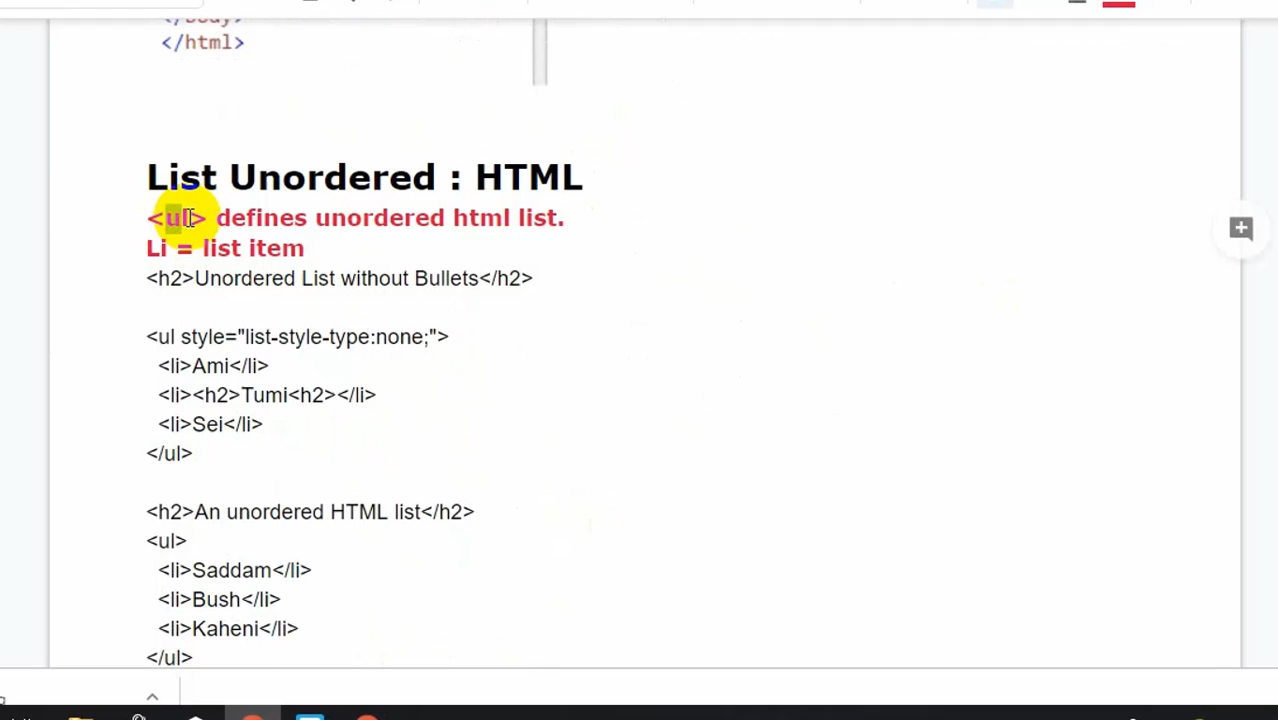 </html>
List Unordered : HTML
<ul> defines unordered html list.
Li = list item
<h2>Unordered List without Bullets</h2>
<ul style="list-style-type:none;">
<li>Ami</li>
<li><h2>Tumi<h2></li>
<li>Sei</li>
</ul>
<h2>An unordered HTML list</h2>
<ul>
<li>Saddam</li>
<li>Bush</li>
<li>Kaheni</li>
</ul>